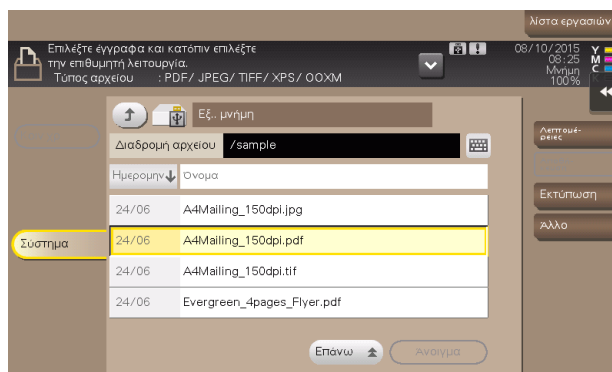 λίστα εργασιών
Επιλέξτε έγγραφα και κατόπιν επιλέξτε
την επιθυμητή λειτουργία.
Τύπος αρχείου : PDF/ JPEG/ TIFF/ XPS/ OOXM
08/10/2015
08:25
Μνήμη
100%
Y
M
C
K
Εξ.. μνήμη
Διαδρομή αρχείου /sample
Ημερομην Όνομα
24/06 A4Mailing_150dpi.jpg
24/06 A4Mailing_150dpi.pdf
24/06 A4Mailing_150dpi.tif
24/06 Evergreen_4pages_Flyer.pdf
Σύστημα
Λεπτομέ-
ρειες
Εκτύπωση
Άλλο
Επάνω
Άνοιγμα